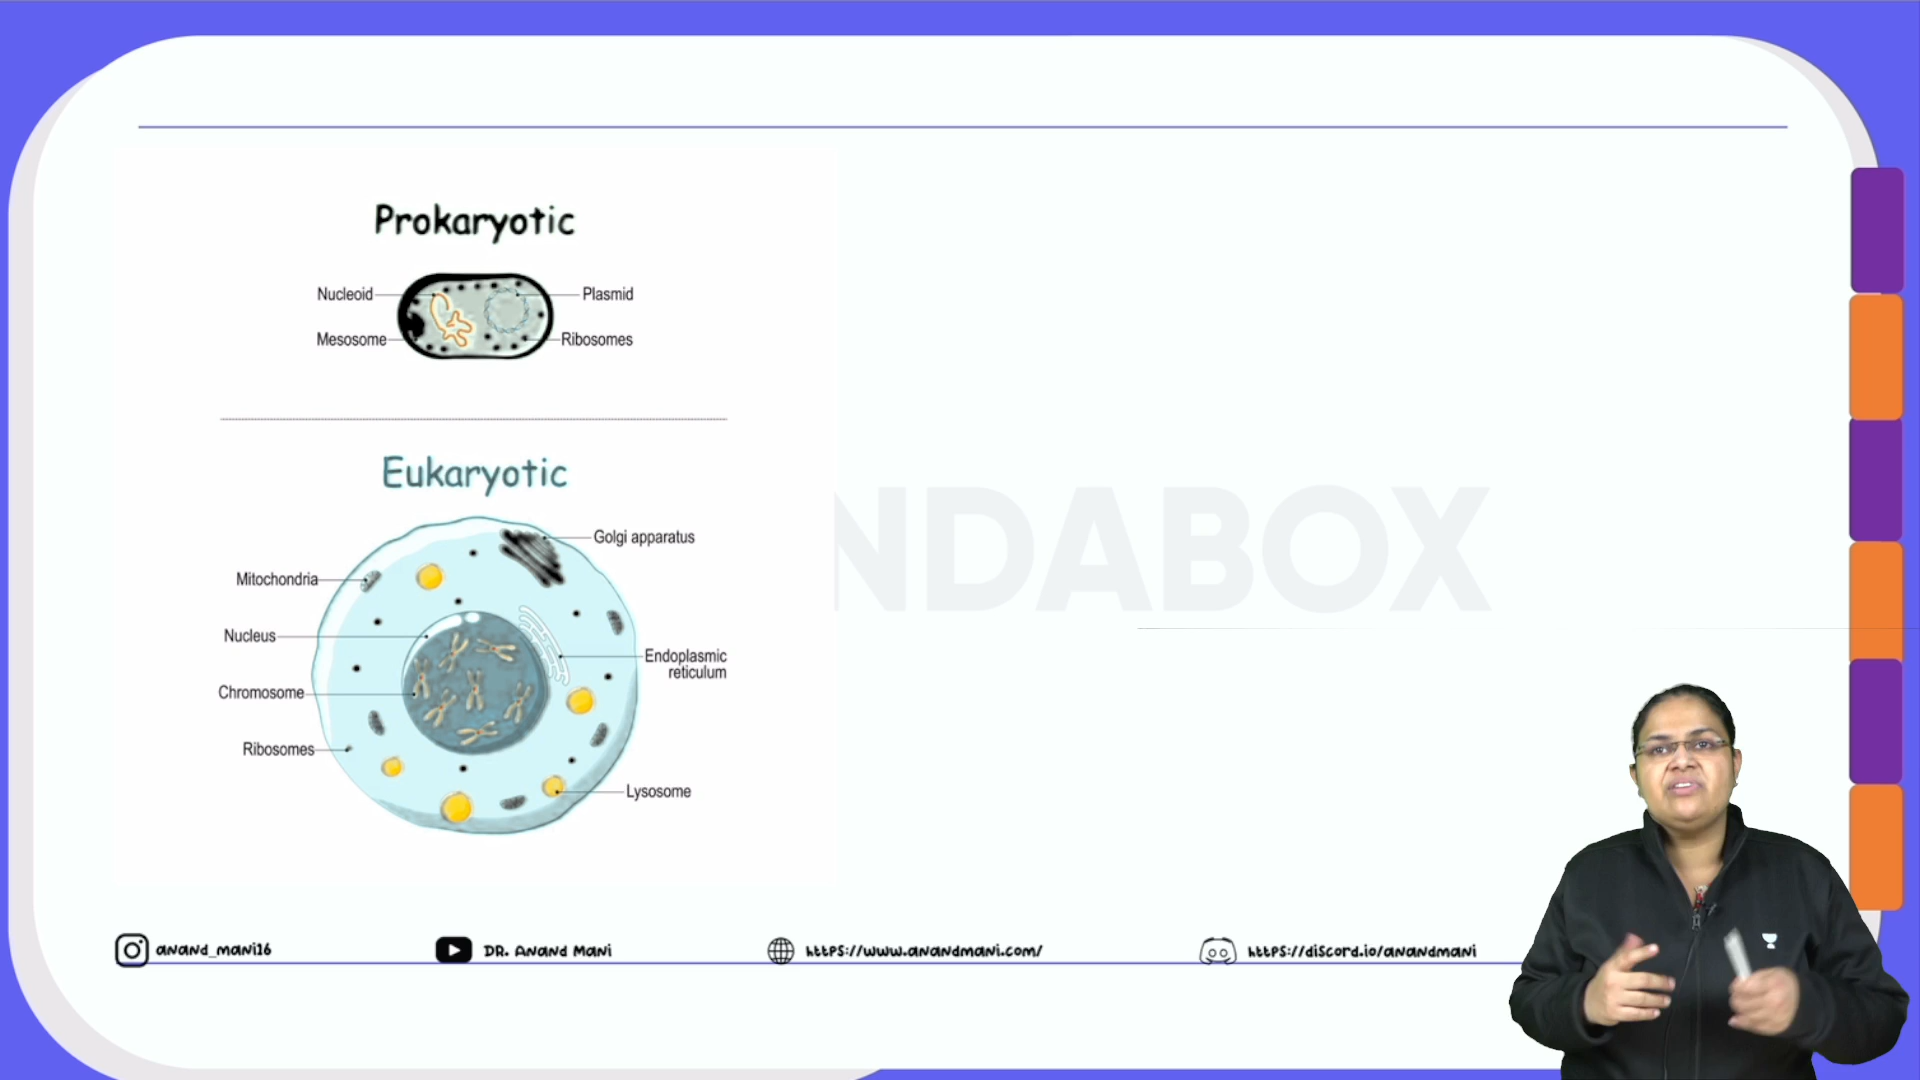 Prokaryotic
Nucleoid
Plasmid
Mesosome
Ribosomes
Eukaryotic
Golgi apparatus
Mitochondria
Nucleus
Endoplasmic
reticulum
Chromosome
Ribosomes
Lysosome
NDABOX
anand_mani26
DR. Anand Mani
https://www.anandmani.com/
https://discord.io/anandmani